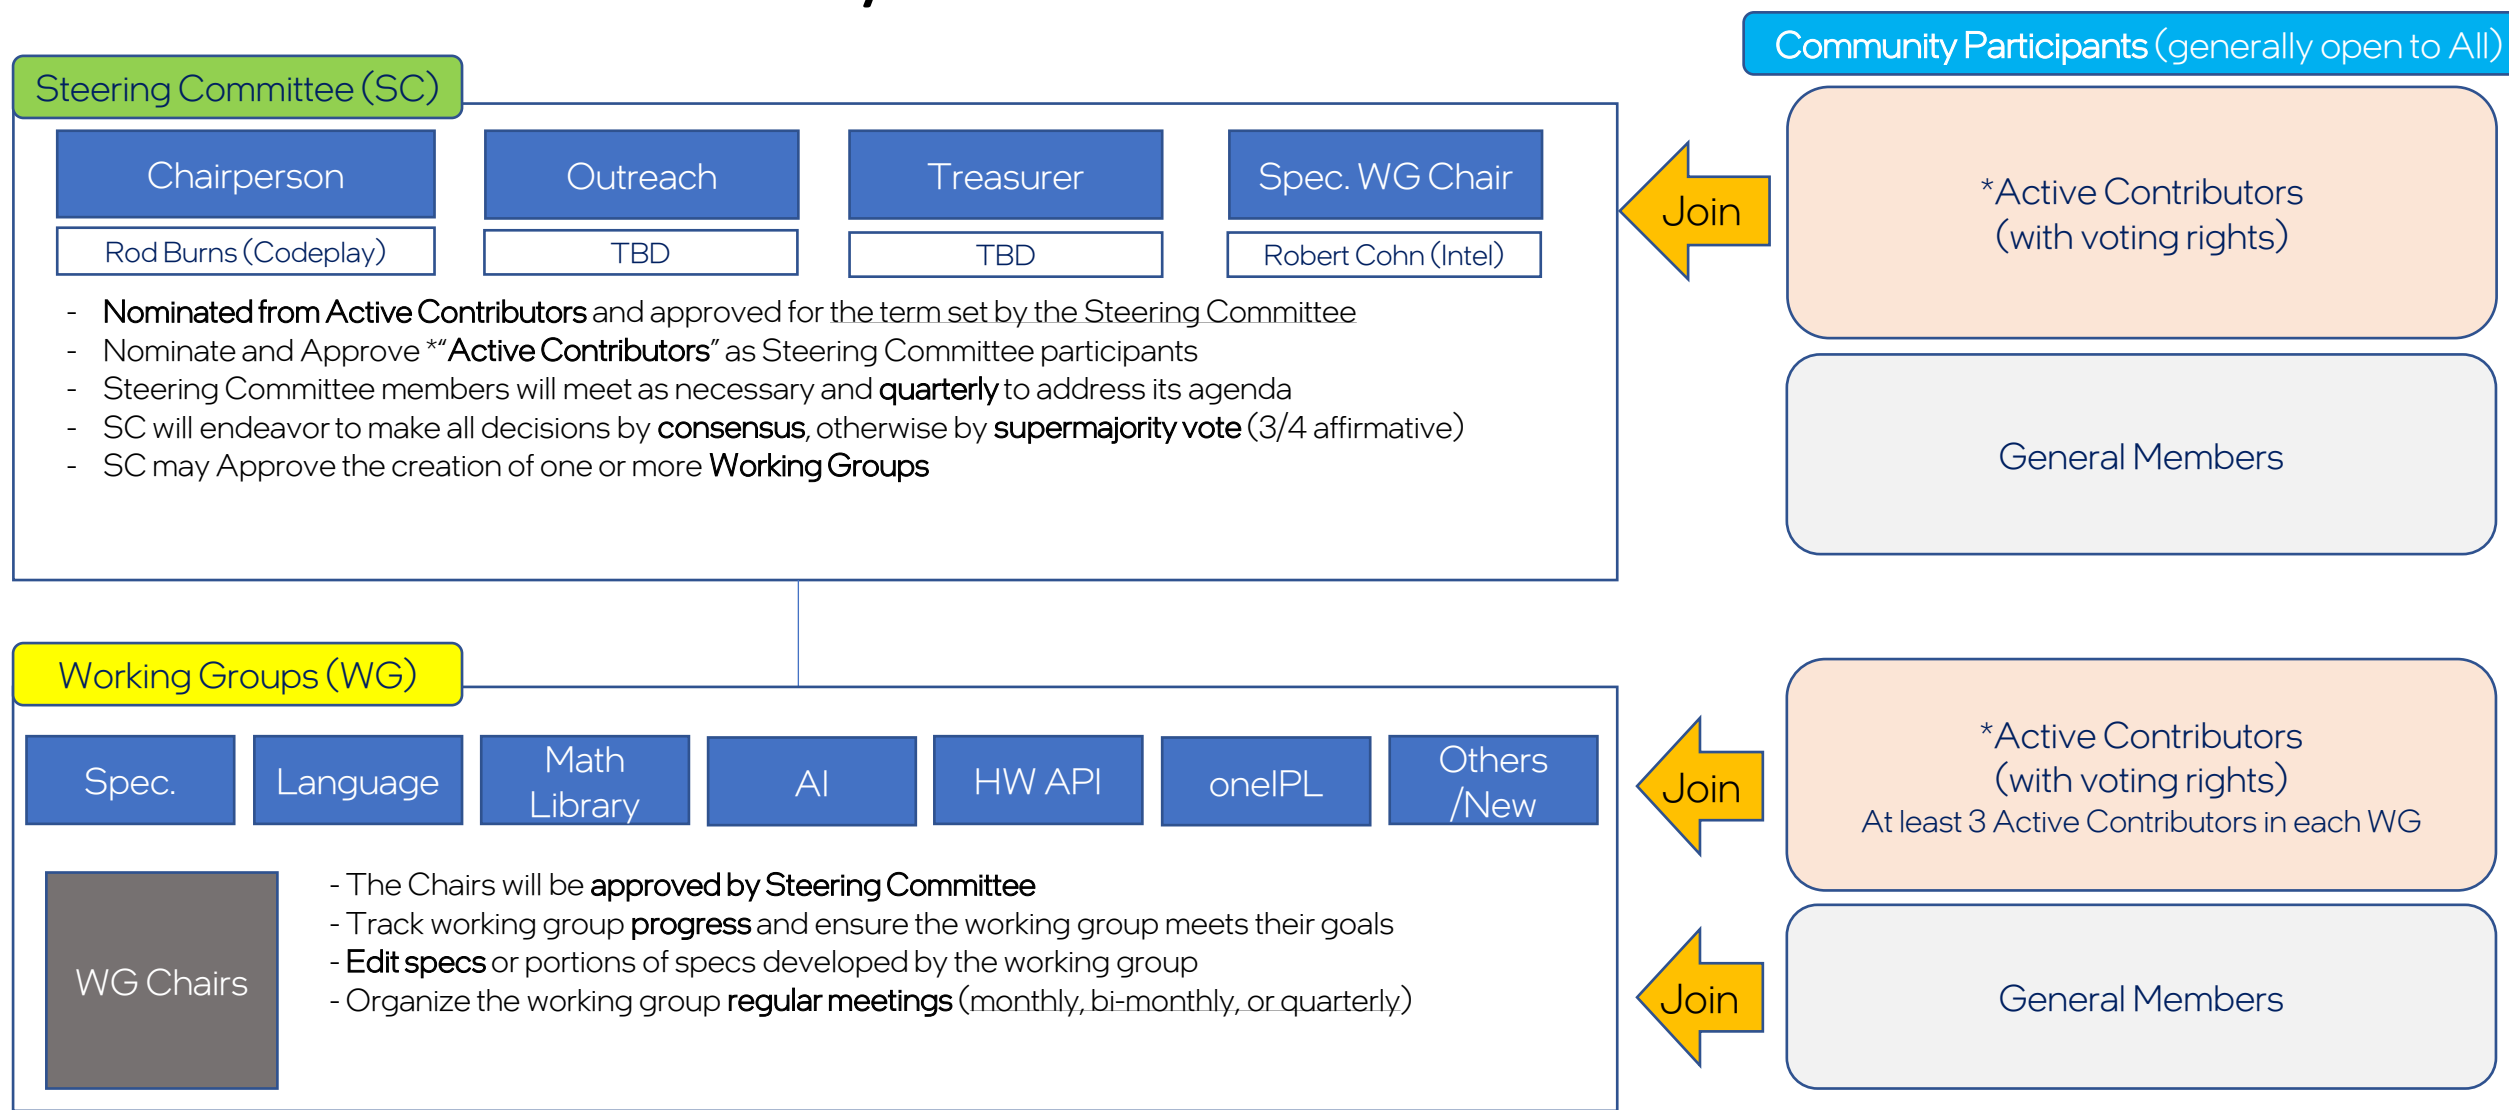 Community Participants (generally open to All)
Steering Committee (SC)
Chairperson
Outreach
Treasurer
Spec. WG Chair
Rod Burns (Codeplay)
TBD
TBD
Robert Cohn (Intel)
- Nominated from Active Contributors and approved for the term set by the Steering Committee
- Nominate and Approve *“Active Contributors” as Steering Committee participants
- Steering Committee members will meet as necessary and quarterly to address its agenda
- SC will endeavor to make all decisions by consensus, otherwise by supermajority vote (3/4 affirmative)
- SC may Approve the creation of one or more Working Groups
Join
*Active Contributors
(with voting rights)
General Members
Working Groups (WG)
Spec.
Language
Math
Library
AI
HW API
oneIPL
Others
/New
WG Chairs
- The Chairs will be approved by Steering Committee
- Track working group progress and ensure the working group meets their goals
- Edit specs or portions of specs developed by the working group
- Organize the working group regular meetings (monthly, bi-monthly, or quarterly)
Join
*Active Contributors
(with voting rights)
At least 3 Active Contributors in each WG
Join
General Members